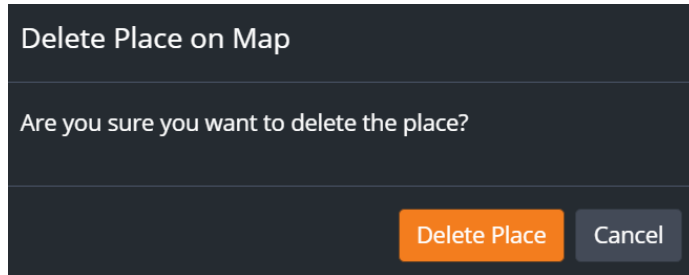 Delete Place on Map
Are you sure you want to delete the place?
Delete Place
Cancel